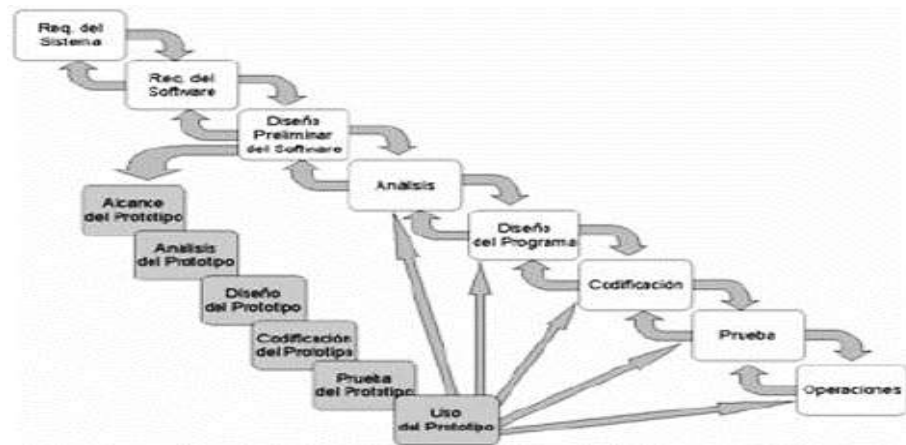 Req. del
Sistema
Req. del
Software
Diseño
Preliminar
del Software
Análisis
Diseño
del Programa
Codificación
Prueba
Operaciones
Alcance
del Prototipo
Análisis
del Prototipo
Diseño
del Prototipo
Codificación
del Prototipo
Prueba
del Prototipo
Uso
del Prototipo